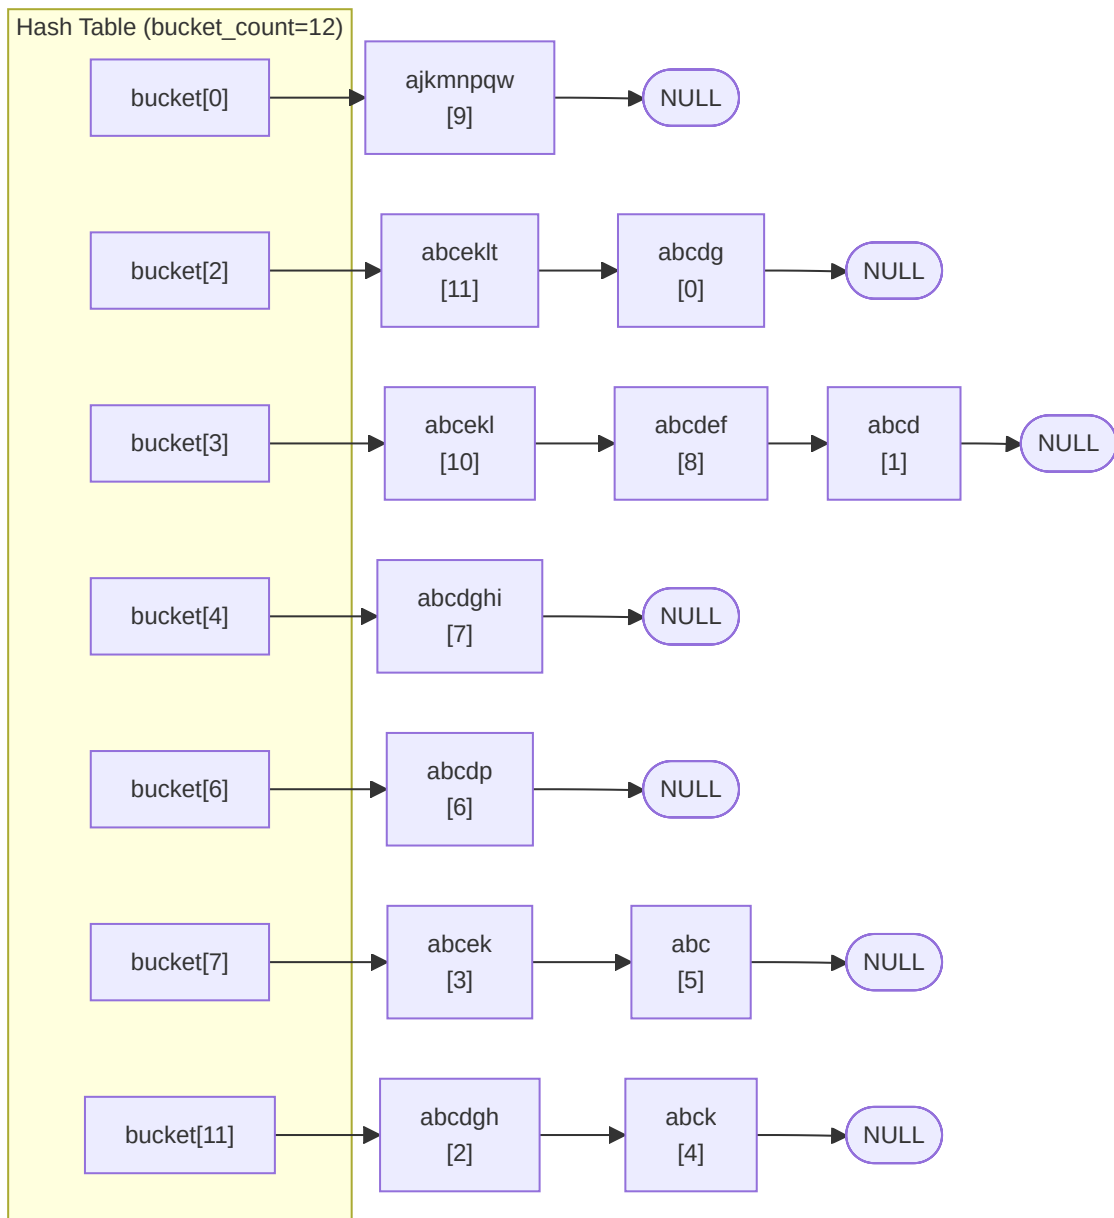 Hash Table (bucket_count=12)
bucket[0]
ajkmnpqw
[9]
NULL
bucket[2]
abceklt
[11]
abcdg
[0]
NULL
bucket[3]
abcekl
[10]
abcdef
[8]
abcd
[1]
NULL
bucket[4]
abcdghi
[7]
NULL
bucket[6]
abcdp
[6]
NULL
bucket[7]
abcek
[3]
abc
[5]
NULL
bucket[11]
abcdgh
[2]
abck
[4]
NULL